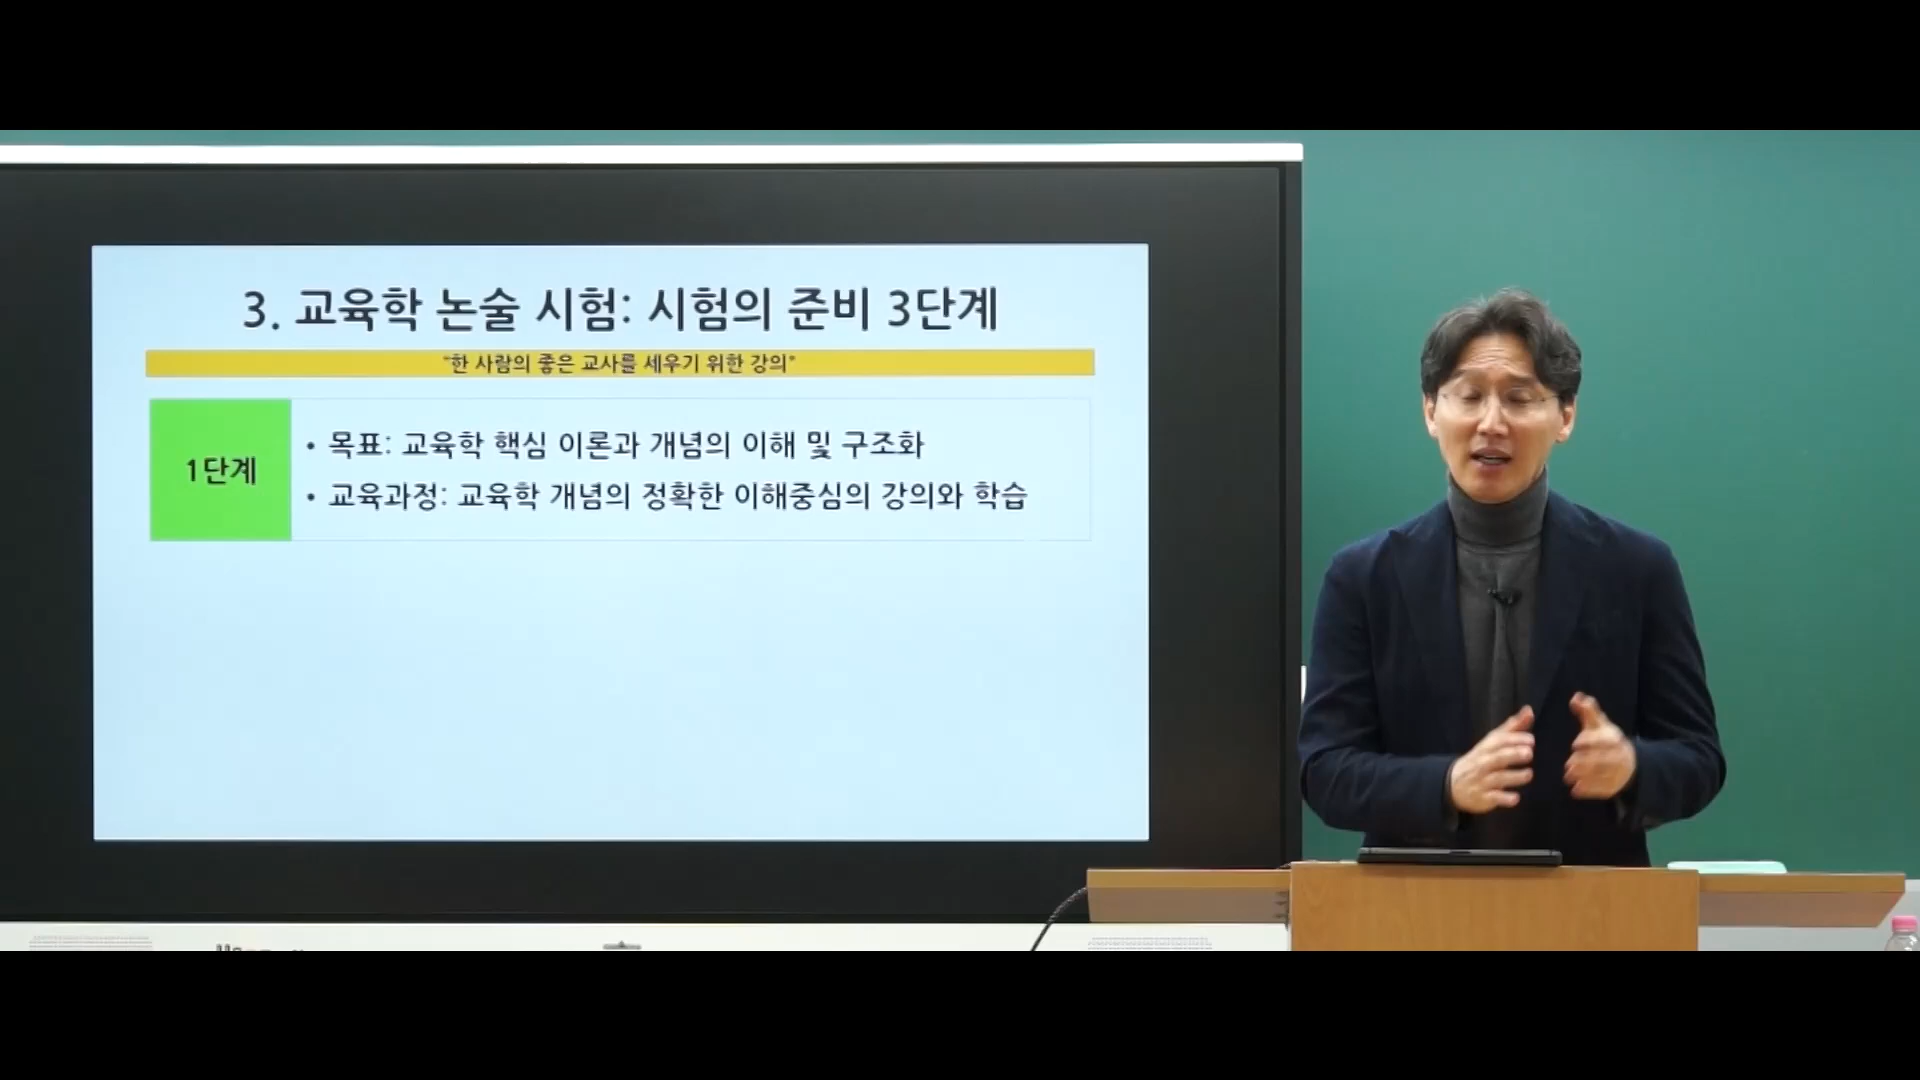 3. 교육학 논술 시험: 시험의 준비 3단계
"한 사람의 좋은 교사를 세우기 위한 강의"
1단계
• 목표: 교육학 핵심 이론과 개념의 이해 및 구조화
• 교육과정: 교육학 개념의 정확한 이해중심의 강의와 학습